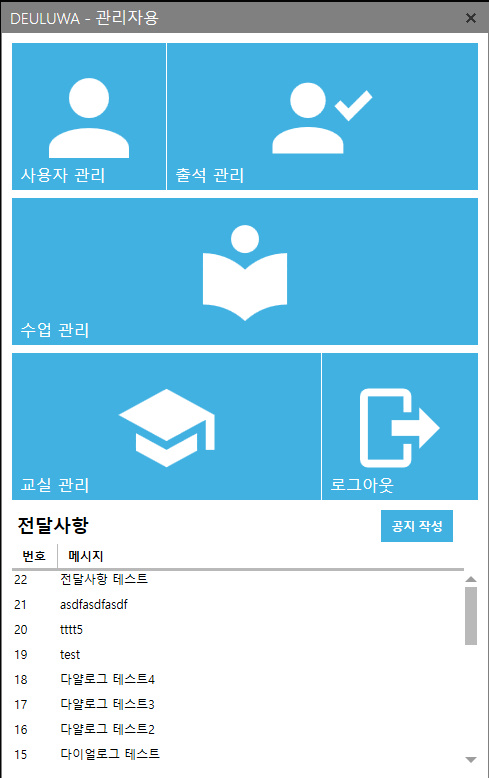 DEULUWA - 관리자용
사용자 관리
출석 관리
수업 관리
교실 관리
로그아웃
전달사항
공지 작성
번호 메시지
22 전달사항 테스트
21 asdfasdfasdf
20 tttt5
19 test
18 다얄로그 테스트4
17 다얄로그 테스트3
16 다얄로그 테스트2
15 다이얼로그 테스트